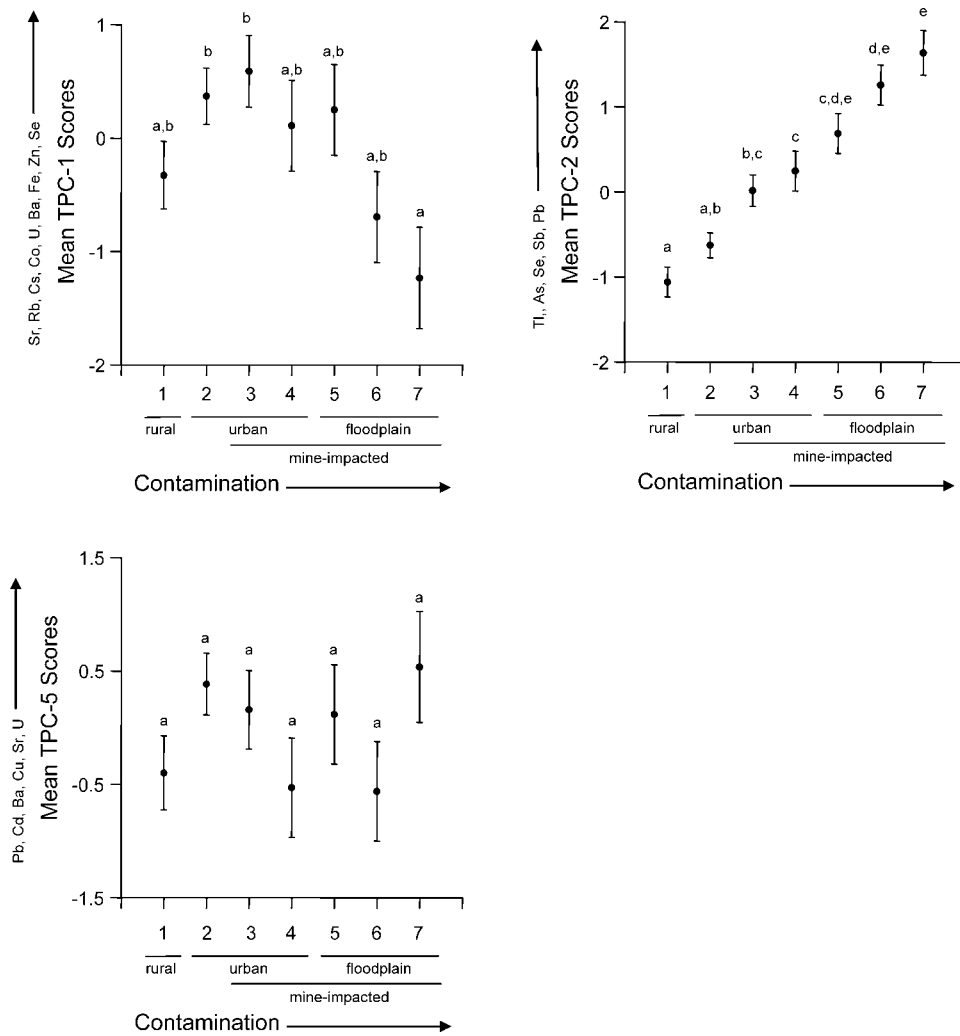 Sr, Rb, Cs, Co, U, Ba, Fe, Zn, Se
Mean TPC-1 Scores
1
0
-1
-2
a,b
b
b
a,b
a,b
a,b
a
1 2 3 4 5 6 7
rural urban floodplain
mine-impacted
Contamination
Tl,, As, Se, Sb, Pb
Mean TPC-2 Scores
2
1
0
-1
-2
a
a,b
b,c
c
c,d,e
d,e
e
1 2 3 4 5 6 7
rural urban floodplain
mine-impacted
Contamination
Pb, Cd, Ba, Cu, Sr, U
Mean TPC-5 Scores
1.5
0.5
-0.5
-1.5
a
a
a
a
a
a
a
1 2 3 4 5 6 7
rural urban floodplain
mine-impacted
Contamination